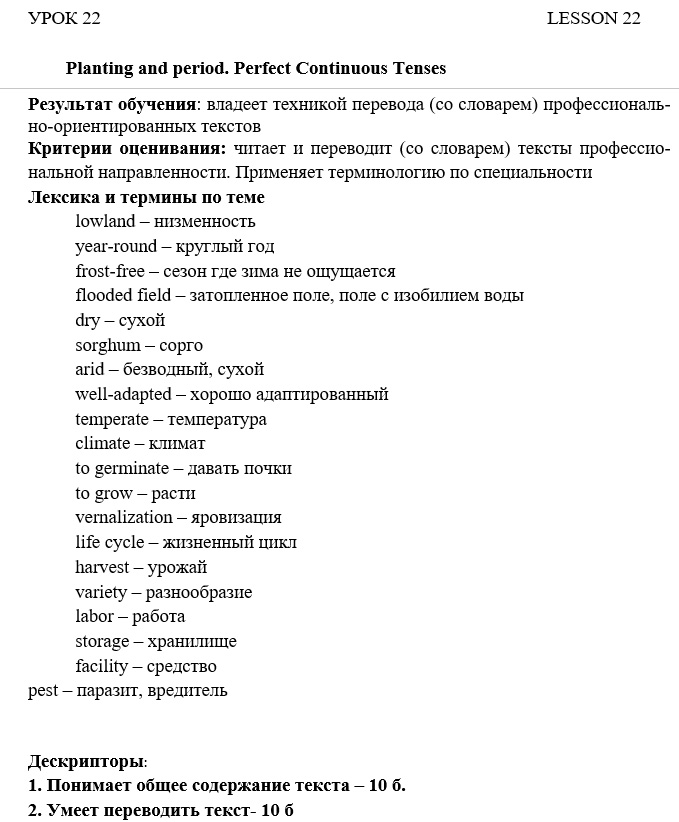 УРОК 22 LESSON 22
Planting and period. Perfect Continuous Tenses
Результат обучения: владеет техникой перевода (со словарем) профессиональ-
но-ориентированных текстов
Критерии оценивания: читает и переводит (со словарем) тексты профессио-
нальной направленности. Применяет терминологию по специальности
Лексика и термины по теме
lowland – низменность
year-round – круглый год
frost-free – сезон где зима не ощущается
flooded field – затопленное поле, поле с изобилием воды
dry – сухой
sorghum – сорго
arid – безводный, сухой
well-adapted – хорошо адаптированный
temperate – температура
climate – климат
to germinate – давать почки
to grow – расти
vernalization – яровизация
life cycle – жизненный цикл
harvest – урожай
variety – разнообразие
labor – работа
storage – хранилище
facility – средство
pest – паразит, вредитель
Дескрипторы:
1. Понимает общее содержание текста – 10 б.
2. Умеет переводить текст- 10 б